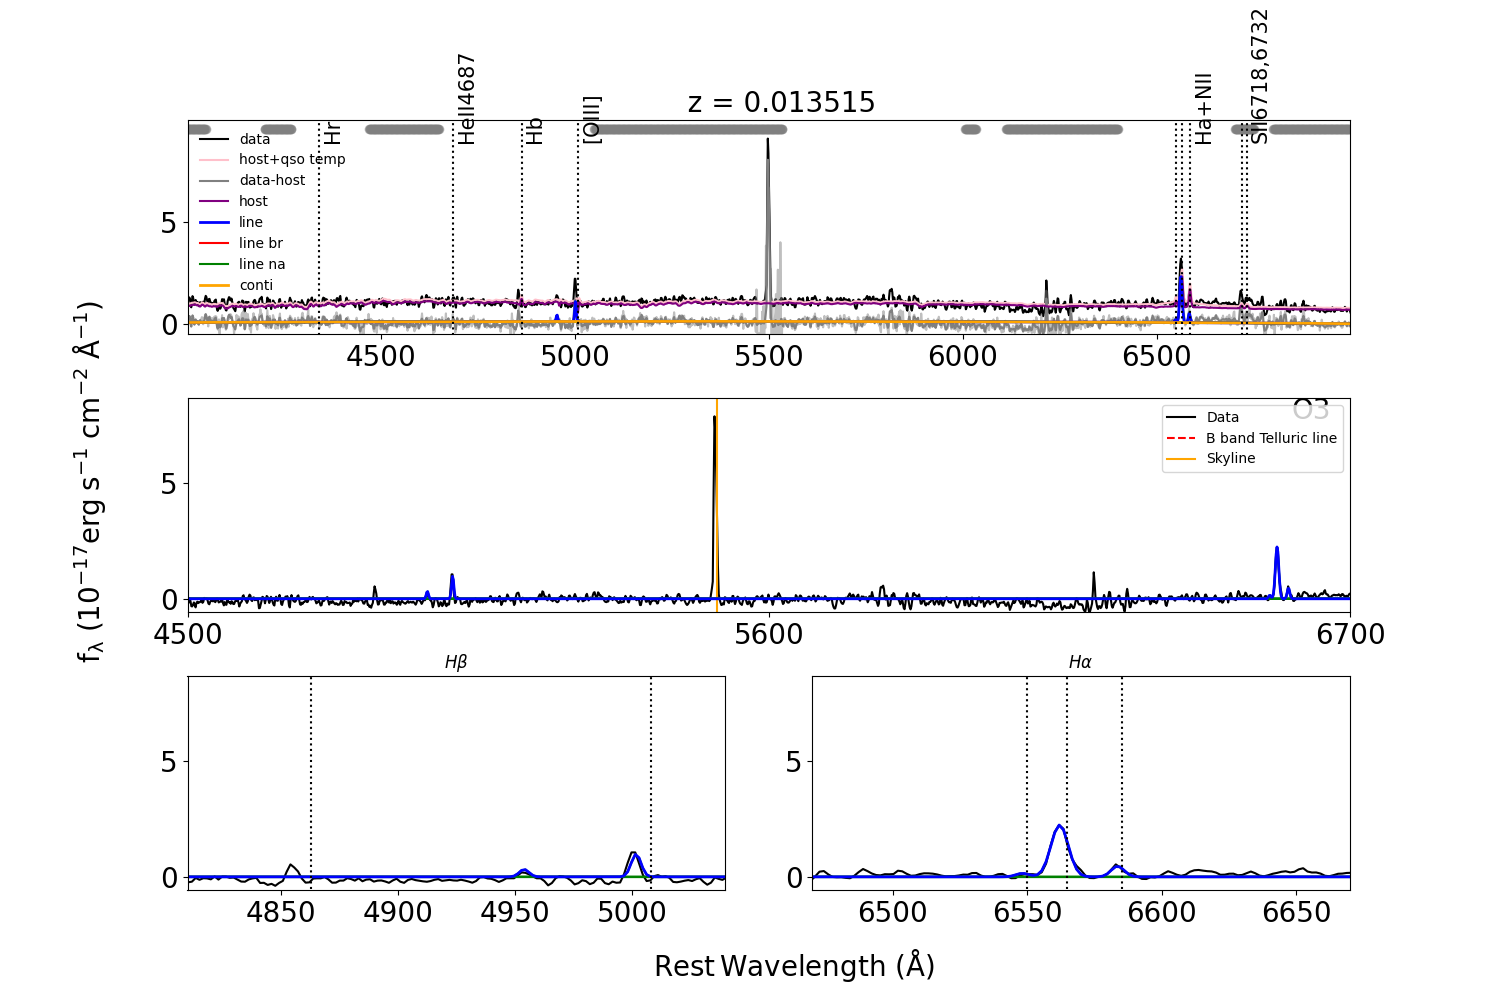 z = 0.013515
Hr
HeII4687
Hb
[OIII]
Ha+NII
SII6718,6732
data
host+qso temp
data-host
host
line
line br
line na
conti
5
0
4500
5000
5500
6000
6500
O3
Data
B band Telluric line
Skyline
5
0
4500
5600
6700
fλ (10−17erg s−1 cm−2 Å−1)
Hβ
5
0
4850
4900
4950
5000
Hα
5
0
6500
6550
6600
6650
Rest Wavelength (Å)